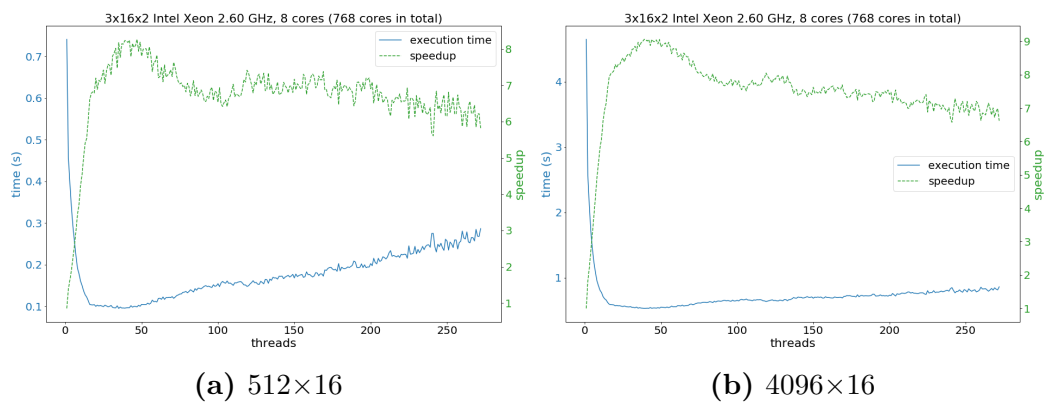 3x16x2 Intel Xeon 2.60 GHz, 8 cores (768 cores in total)
execution time
speedup
0.7
0.6
0.5
0.4
0.3
0.2
0.1
time (s)
8
7
6
5
4
3
2
1
speedup
0 50 100 150 200 250
threads
(a) 512×16
3x16x2 Intel Xeon 2.60 GHz, 8 cores (768 cores in total)
execution time
speedup
4
3
2
1
time (s)
9
8
7
6
5
4
3
2
1
speedup
0 50 100 150 200 250
threads
(b) 4096×16